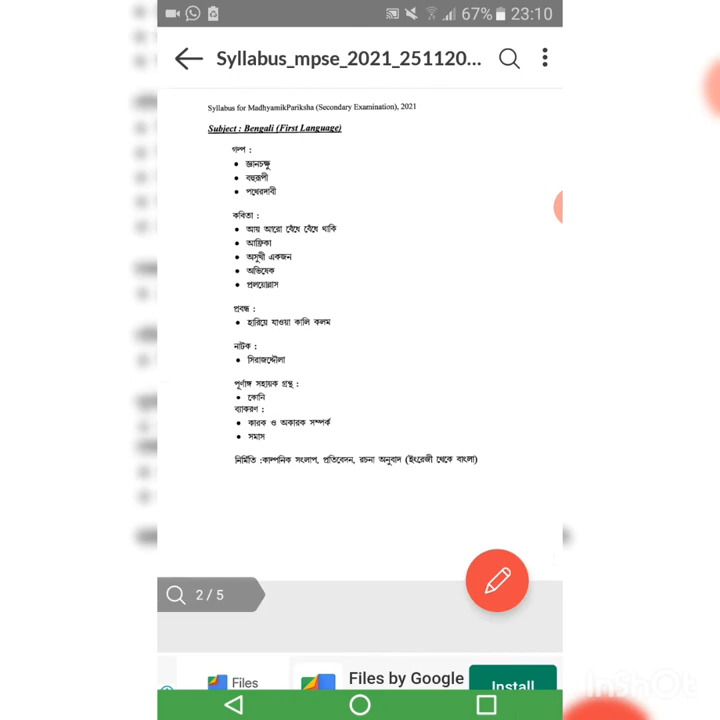 67% 23:10
Syllabus_mpse_2021_251120...
Syllabus for MadhyamikPariksha (Secondary Examination), 2021
Subject : Bengali (First Language)
গল্প :
জ্ঞানচক্ষু
বহুরূপী
পথেরদাবী
কবিতা :
আয় আরো বেঁধে বেঁধে থাকি
আফ্রিকা
অসুখী একজন
অভিষেক
প্রলয়োল্লাস
প্রবন্ধ :
হারিয়ে যাওয়া কালি কলম
নাটক :
সিরাজদ্দৌলা
পূর্ণাঙ্গ সহায়ক গ্রন্থ :
কোনি
ব্যাকরণ :
কারক ও অকারক সম্পর্ক
সমাস
নির্মিতি :কাল্পনিক সংলাপ, প্রতিবেদন, রচনা অনুবাদ (ইংরেজী থেকে বাংলা)
2 / 5
Files
Files by Google
Install
InShOt